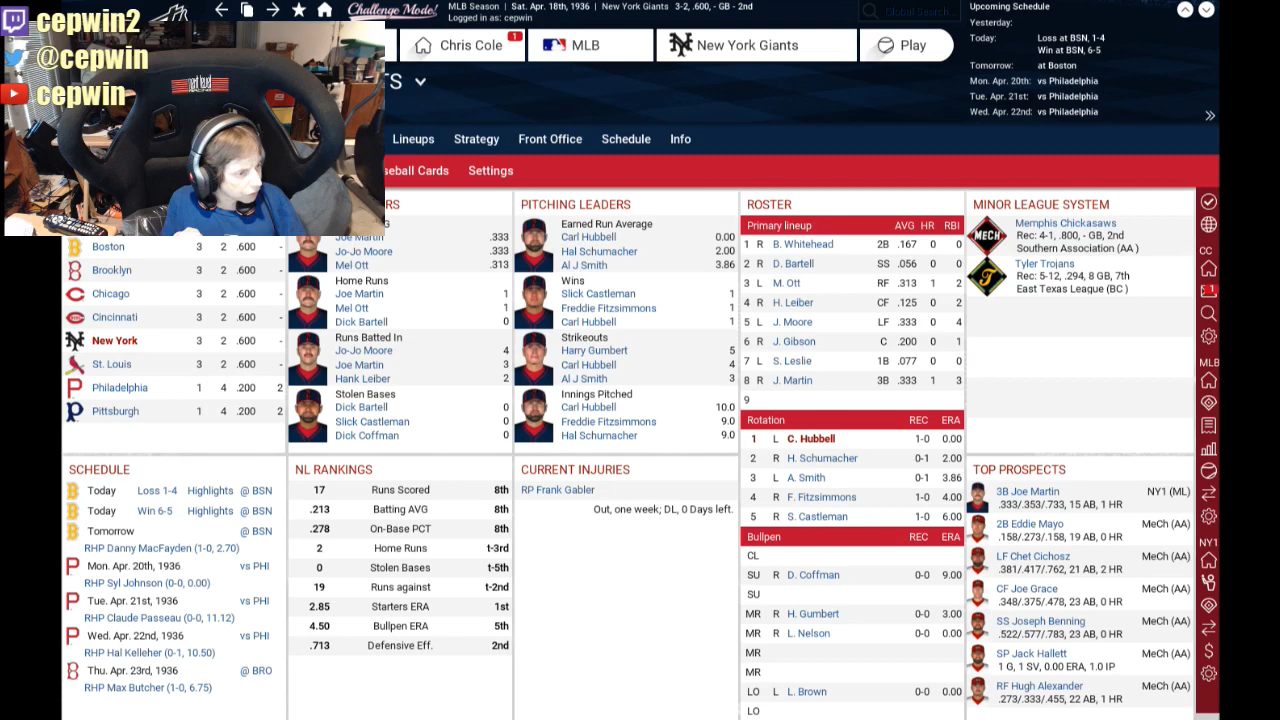 cepwin2
@cepwin
cepwin
Challenge Mode!
MLB Season | Sat. Apr. 18th, 1936 | New York Giants 3-2, .600, - GB - 2nd
Logged in as: cepwin
Global Search...
Upcoming Schedule
Yesterday:
Today: Loss at BSN, 1-4
Win at BSN, 6-5
Tomorrow: at Boston
Mon. Apr. 20th: vs Philadelphia
Tue. Apr. 21st: vs Philadelphia
Wed. Apr. 22nd: vs Philadelphia
Chris Cole 1
MLB
New York Giants
Play
TS
Lineups Strategy Front Office Schedule Info
seball Cards Settings
Boston 3 2 .600 -
Brooklyn 3 2 .600 -
Chicago 3 2 .600 -
Cincinnati 3 2 .600 -
New York 3 2 .600 -
St. Louis 3 2 .600 -
Philadelphia 1 4 .200 2
Pittsburgh 1 4 .200 2
RS
G
Joe Martin .333
Jo-Jo Moore .333
Mel Ott .313
Home Runs
Joe Martin 1
Mel Ott 1
Dick Bartell 0
Runs Batted In
Jo-Jo Moore 4
Joe Martin 3
Hank Leiber 2
Stolen Bases
Dick Bartell 0
Slick Castleman 0
Dick Coffman 0
PITCHING LEADERS
Earned Run Average
Carl Hubbell 0.00
Hal Schumacher 2.00
Al J Smith 3.86
Wins
Slick Castleman 1
Freddie Fitzsimmons 1
Carl Hubbell 1
Strikeouts
Harry Gumbert 5
Carl Hubbell 4
Al J Smith 3
Innings Pitched
Carl Hubbell 10.0
Freddie Fitzsimmons 9.0
Hal Schumacher 9.0
ROSTER
Primary lineup AVG HR RBI
1 R B. Whitehead 2B .167 0 0
2 R D. Bartell SS .056 0 0
3 L M. Ott RF .313 1 2
4 R H. Leiber CF .125 0 2
5 L J. Moore LF .333 0 4
6 R J. Gibson C .200 0 1
7 L S. Leslie 1B .077 0 0
8 R J. Martin 3B .333 1 3
9
Rotation REC ERA
1 L C. Hubbell 1-0 0.00
2 R H. Schumacher 0-1 2.00
3 L A. Smith 0-1 3.86
4 R F. Fitzsimmons 1-0 4.00
5 R S. Castleman 1-0 6.00
Bullpen REC ERA
CL
SU R D. Coffman 0-0 9.00
SU
MR R H. Gumbert 0-0 3.00
MR R L. Nelson 0-0 0.00
MR
MR
LO L L. Brown 0-0 0.00
LO
MINOR LEAGUE SYSTEM
MECH
Memphis Chickasaws
Rec: 4-1, .800, - GB, 2nd
Southern Association (AA )
T
Tyler Trojans
Rec: 5-12, .294, 8 GB, 7th
East Texas League (BC )
SCHEDULE
Today Loss 1-4 Highlights @ BSN
Today Win 6-5 Highlights @ BSN
Tomorrow @ BSN
RHP Danny MacFayden (1-0, 2.70)
Mon. Apr. 20th, 1936 vs PHI
RHP Syl Johnson (0-0, 0.00)
Tue. Apr. 21st, 1936 vs PHI
RHP Claude Passeau (0-0, 11.12)
Wed. Apr. 22nd, 1936 vs PHI
RHP Hal Kelleher (0-1, 10.50)
Thu. Apr. 23rd, 1936 @ BRO
RHP Max Butcher (1-0, 6.75)
NL RANKINGS
17 Runs Scored 8th
.213 Batting AVG 8th
.278 On-Base PCT 8th
2 Home Runs t-3rd
0 Stolen Bases t-5th
19 Runs against t-2nd
2.85 Starters ERA 1st
4.50 Bullpen ERA 5th
.713 Defensive Eff. 2nd
CURRENT INJURIES
RP Frank Gabler
Out, one week; DL, 0 Days left.
TOP PROSPECTS
3B Joe Martin NY1 (ML)
.333/.353/.733, 15 AB, 1 HR
2B Eddie Mayo MeCh (AA)
.158/.273/.158, 19 AB, 0 HR
LF Chet Cichosz MeCh (AA)
.381/.417/.762, 21 AB, 2 HR
CF Joe Grace MeCh (AA)
.348/.375/.478, 23 AB, 0 HR
SS Joseph Benning MeCh (AA)
.522/.577/.783, 23 AB, 0 HR
SP Jack Hallett MeCh (AA)
1 G, 1 SV, 0.00 ERA, 1.0 IP
RF Hugh Alexander MeCh (AA)
.273/.333/.455, 22 AB, 1 HR
CC
1
MLB
NY1